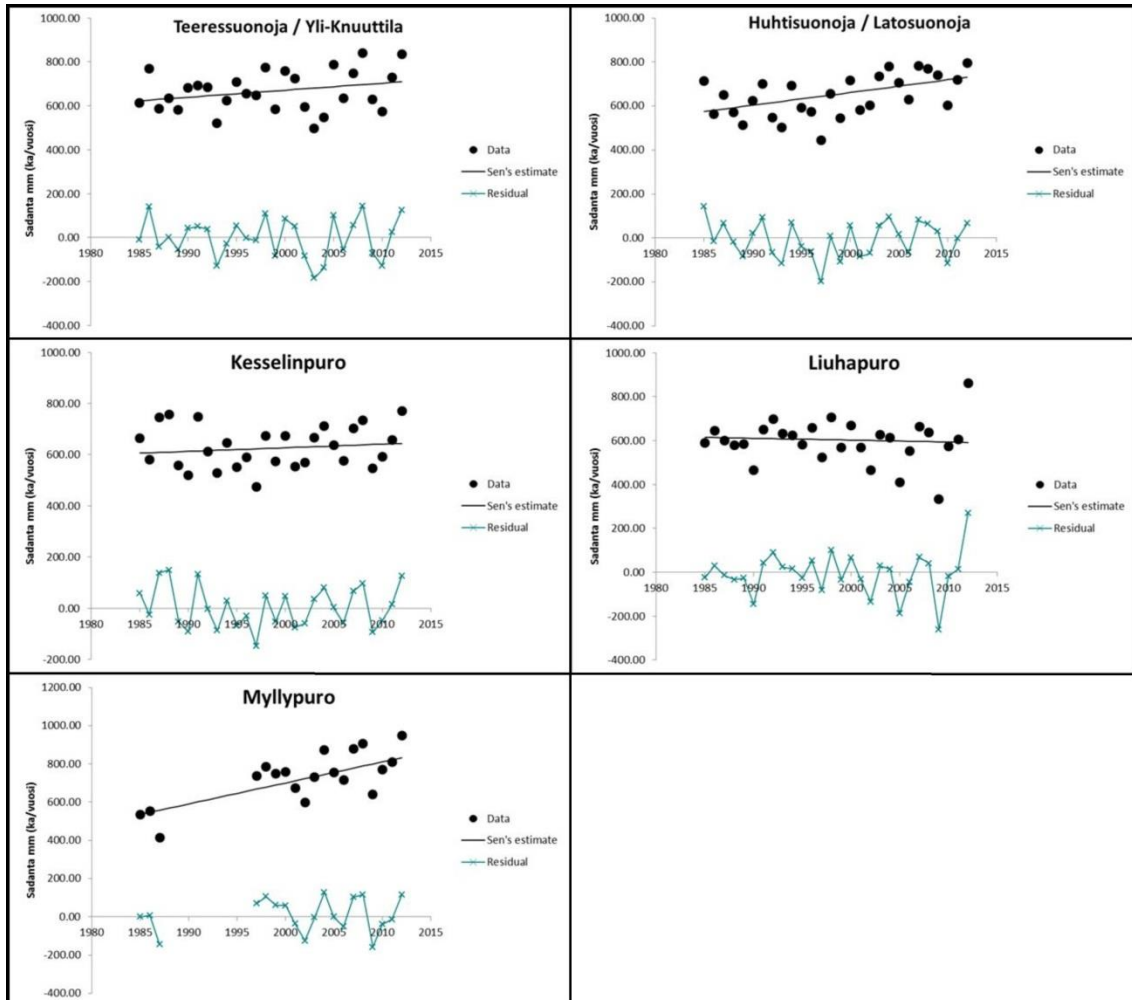 Teeressuonoja / Yli-Knuuttila
1000.00
800.00
600.00
400.00
200.00
0.00
-200.00
-400.00
1980 1985 1990 1995 2000 2005 2010 2015
Sadanta mm (ka/vuosi)
Data
Sen's estimate
Residual
Huhtisuonoja / Latosuonoja
1000.00
800.00
600.00
400.00
200.00
0.00
-200.00
-400.00
1980 1985 1990 1995 2000 2005 2010 2015
Sadanta mm (ka/vuosi)
Data
Sen's estimate
Residual
Kesselinpuro
1000.00
800.00
600.00
400.00
200.00
0.00
-200.00
1980 1985 1990 1995 2000 2005 2010 2015
Sadanta mm (ka/vuosi)
Data
Sen's estimate
Residual
Liuhapuro
1000.00
800.00
600.00
400.00
200.00
0.00
-200.00
-400.00
1980 1985 1990 1995 2000 2005 2010 2015
Sadanta mm (ka/vuosi)
Data
Sen's estimate
Residual
Myllypuro
1200.00
1000.00
800.00
600.00
400.00
200.00
0.00
-200.00
-400.00
1980 1985 1990 1995 2000 2005 2010 2015
Sadanta mm (ka/vuosi)
Data
Sen's estimate
Residual